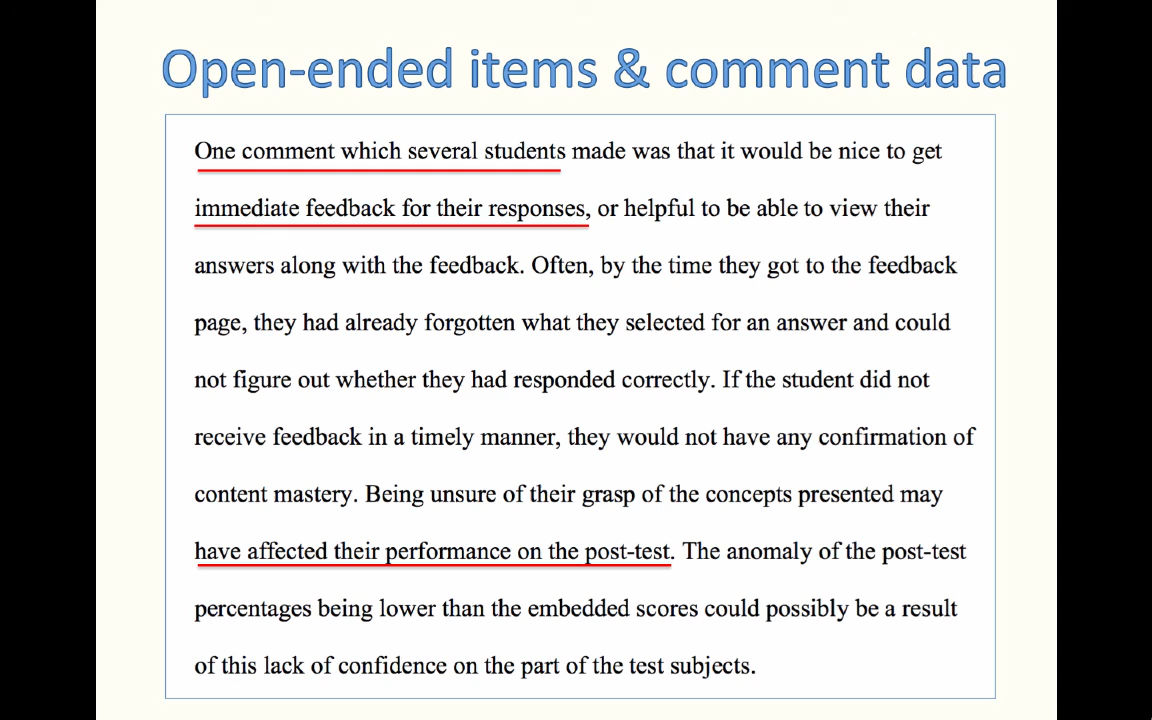 Open-ended items & comment data
One comment which several students made was that it would be nice to get
immediate feedback for their responses, or helpful to be able to view their
answers along with the feedback. Often, by the time they got to the feedback
page, they had already forgotten what they selected for an answer and could
not figure out whether they had responded correctly. If the student did not
receive feedback in a timely manner, they would not have any confirmation of
content mastery. Being unsure of their grasp of the concepts presented may
have affected their performance on the post-test. The anomaly of the post-test
percentages being lower than the embedded scores could possibly be a result
of this lack of confidence on the part of the test subjects.